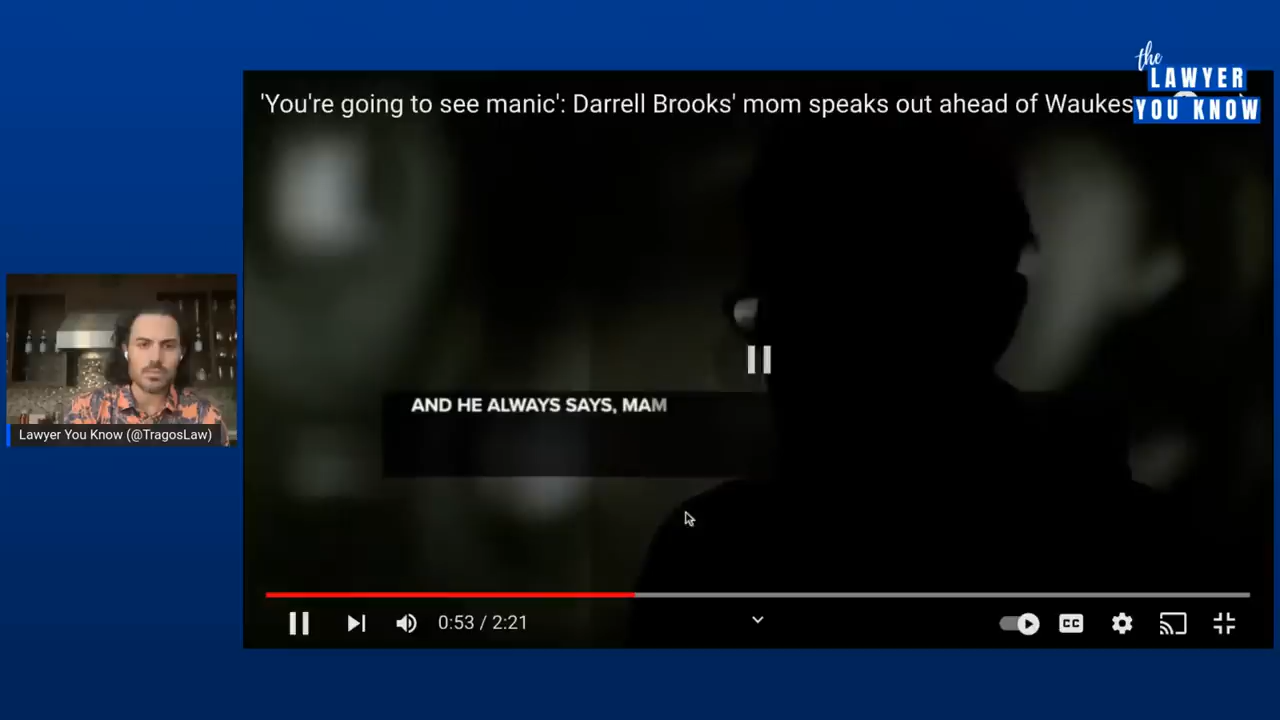 the
LAWYER
YOU KNOW
'You're going to see manic': Darrell Brooks' mom speaks out ahead of Waukes
AND HE ALWAYS SAYS, MAM
Lawyer You Know (@TragosLaw)
0:53 / 2:21
CC